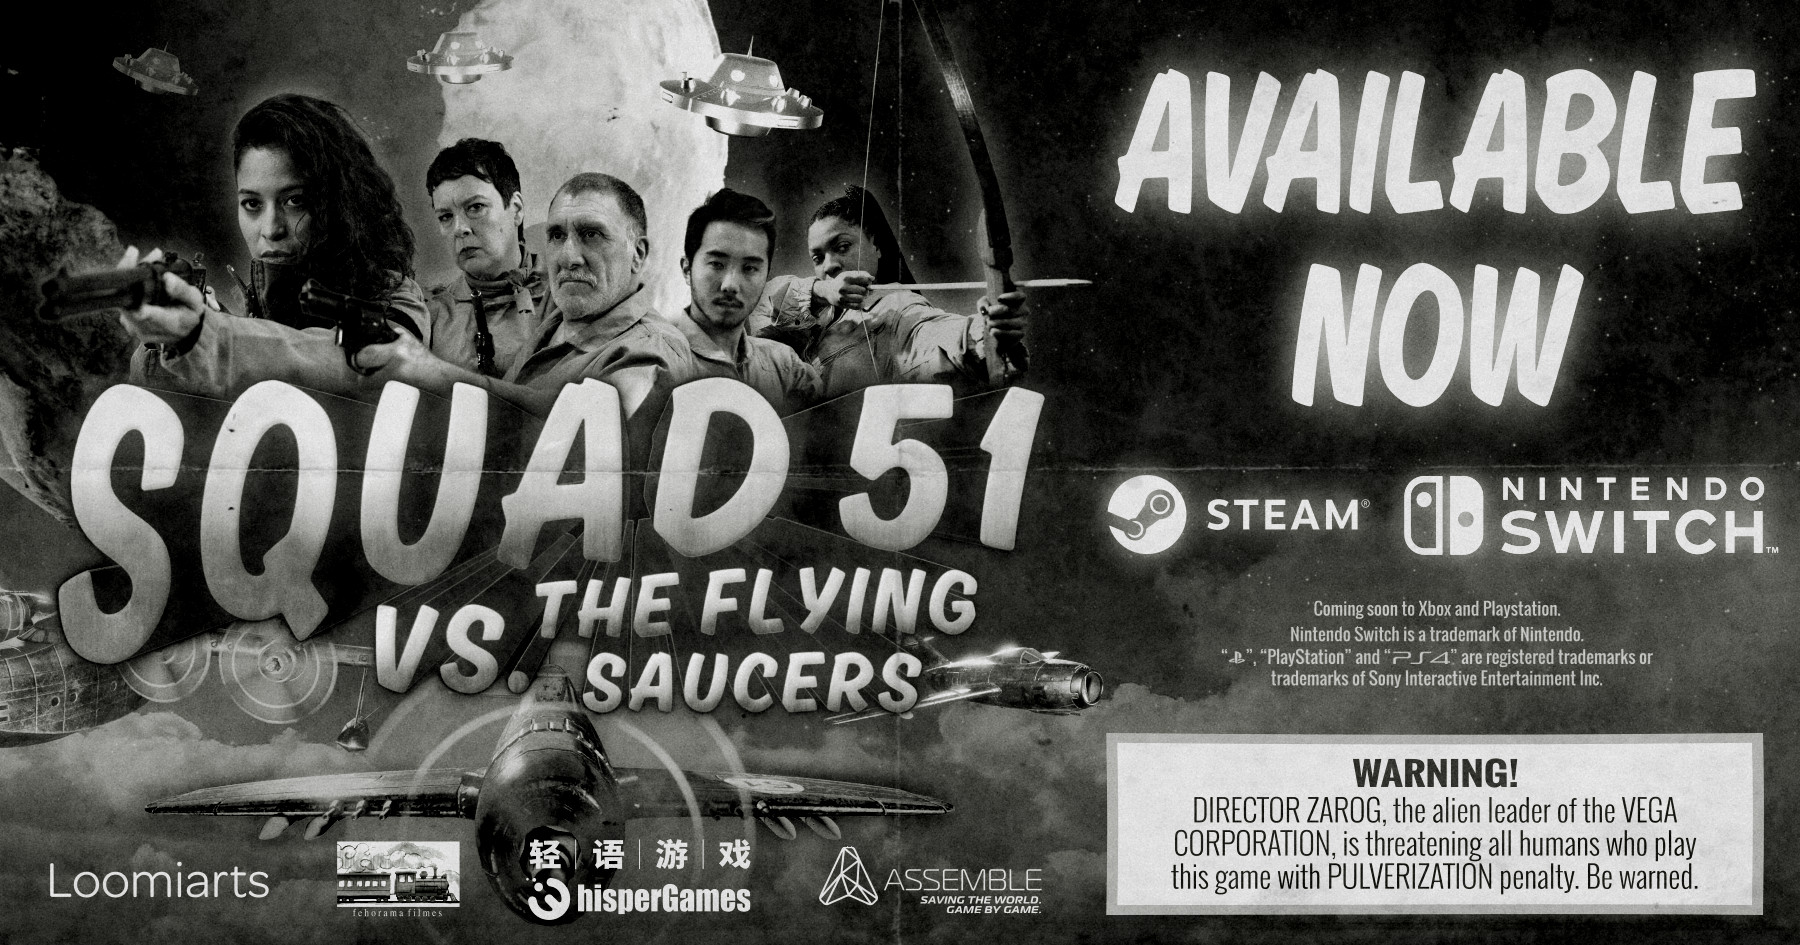 SQUAD 51
VS. THE FLYING
SAUCERS
AVAILABLE
NOW
STEAM®
NINTENDO
SWITCH™
Coming soon to Xbox and Playstation.
Nintendo Switch is a trademark of Nintendo.
“”, “PlayStation” and “PS4” are registered trademarks or
trademarks of Sony Interactive Entertainment Inc.
WARNING!
DIRECTOR ZAROG, the alien leader of the VEGA
CORPORATION, is threatening all humans who play
this game with PULVERIZATION penalty. Be warned.
Loomiarts
fehorama filmes
轻语游戏
WhisperGames
ASSEMBLE
SAVING THE WORLD.
GAME BY GAME.